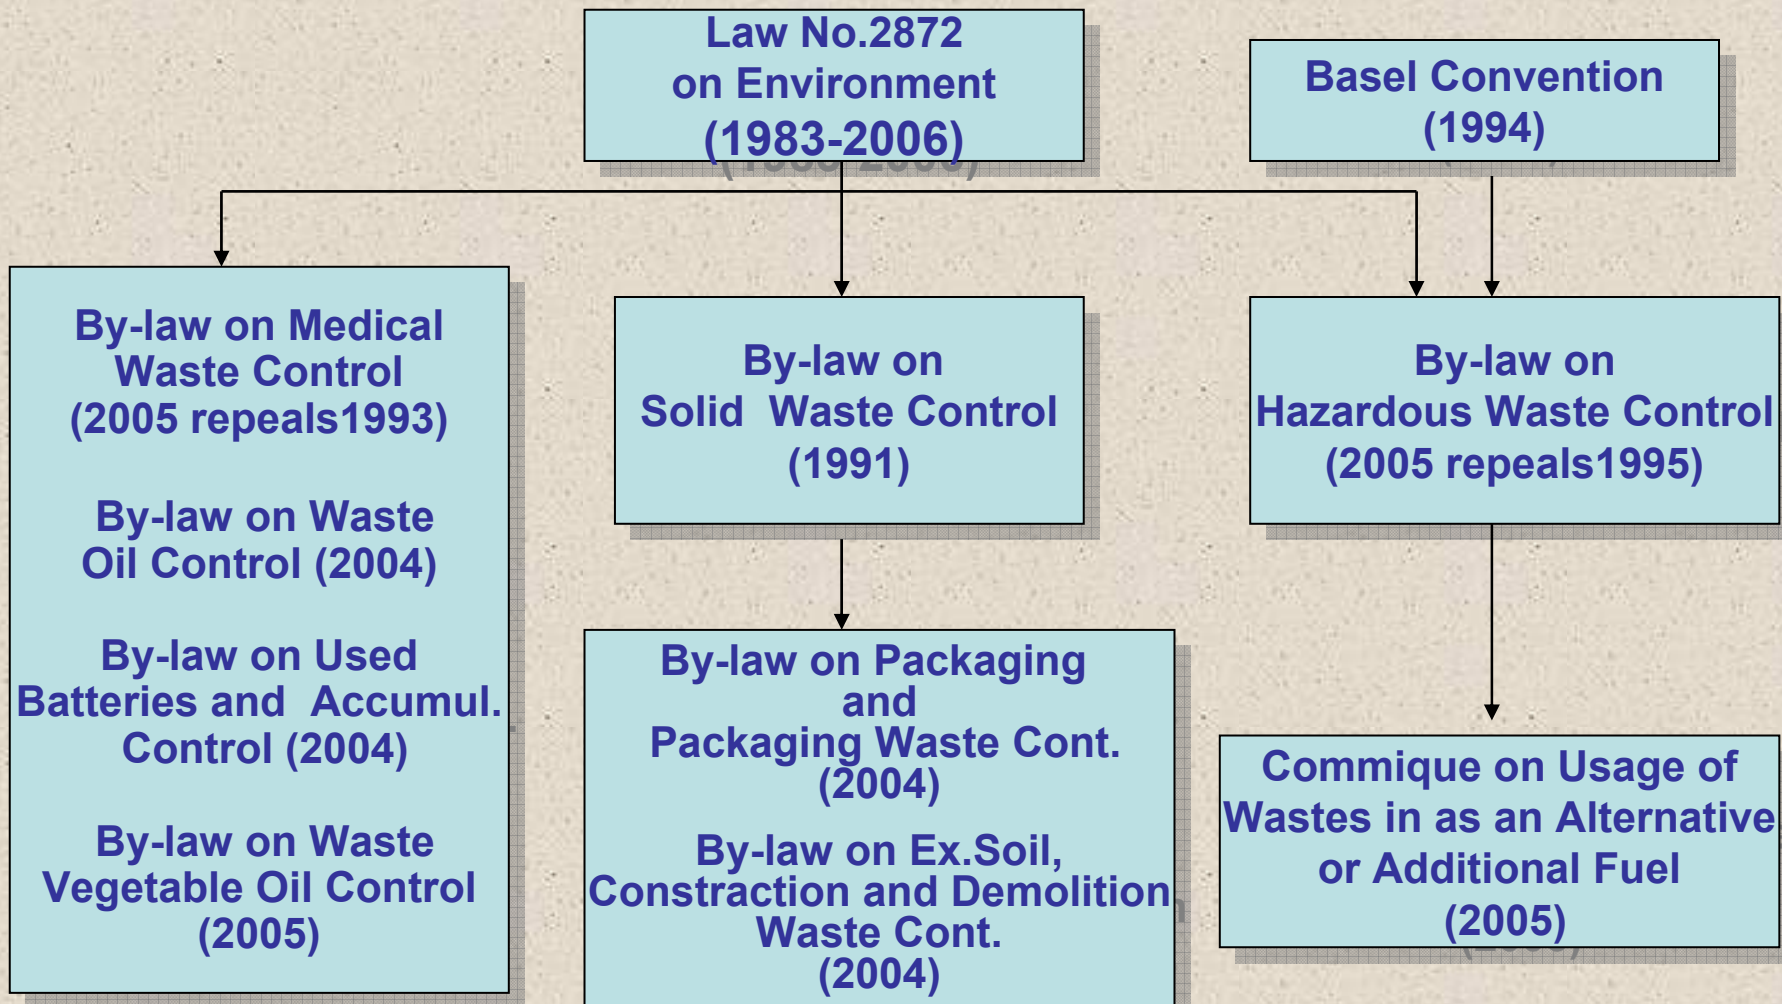 Law No.2872
on Environment
(1983-2006)
Basel Convention
(1994)
By-law on Medical
Waste Control
(2005 repeals1993)
By-law on Waste
Oil Control (2004)
By-law on Used
Batteries and Accumul.
Control (2004)
By-law on Waste
Vegetable Oil Control
(2005)
By-law on
Solid Waste Control
(1991)
By-law on Packaging
and
Packaging Waste Cont.
(2004)
By-law on Ex.Soil,
Constraction and Demolition
Waste Cont.
(2004)
By-law on
Hazardous Waste Control
(2005 repeals1995)
Commique on Usage of
Wastes in as an Alternative
or Additional Fuel
(2005)